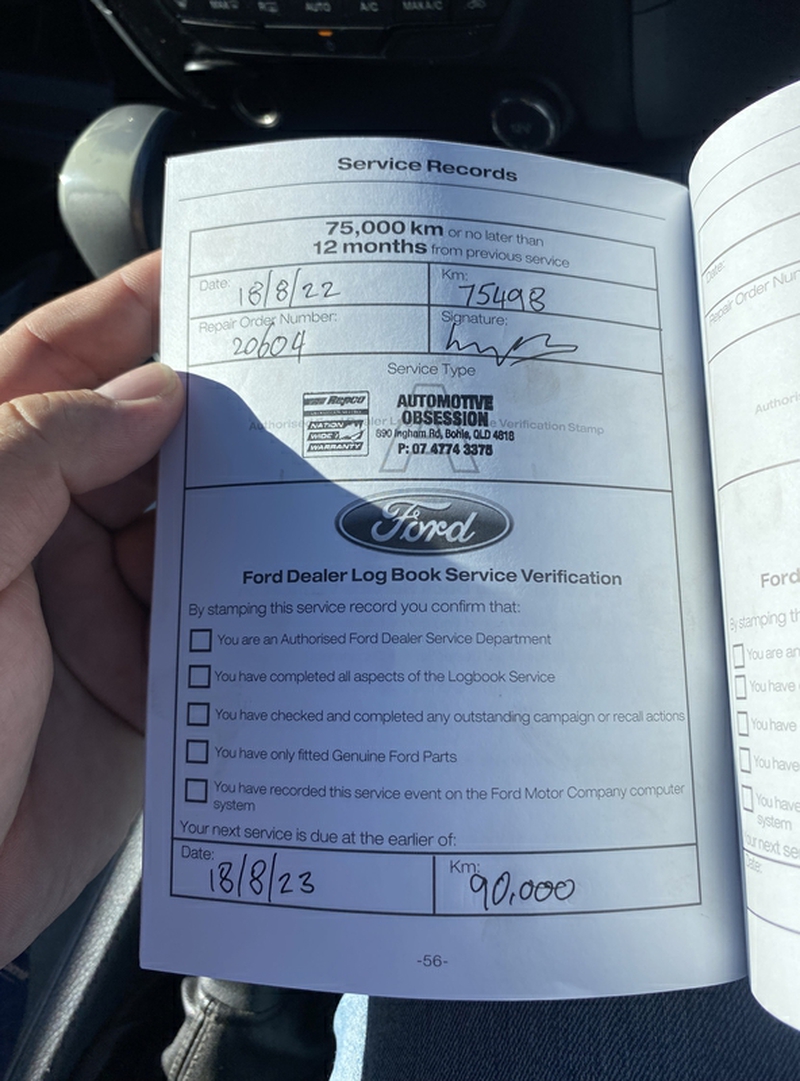 AUTO A/C MAX A/C
Service Records
75,000 km or no later than
12 months from previous service
Date: 18/8/22
Km: 75498
Repair Order Number: 20604
Signature:
Service Type
Repco
NATION
WIDE
WARRANTY
AUTOMOTIVE
OBSESSION
Authorised Verification Stamp
890 Ingham Rd, Bohle, QLD 4818
P: 07 4774 3375
Ford
Ford Dealer Log Book Service Verification
By stamping this service record you confirm that:
You are an Authorised Ford Dealer Service Department
You have completed all aspects of the Logbook Service
You have checked and completed any outstanding campaign or recall actions
You have only fitted Genuine Ford Parts
You have recorded this service event on the Ford Motor Company computer
system
Your next service is due at the earlier of:
Date: 18/8/23
Km: 90,000
-56-
Date:
Repair Order Num
Authori
Ford
By stamping th
You are an
You have
You have
You have
You have
system
our next se
Date: